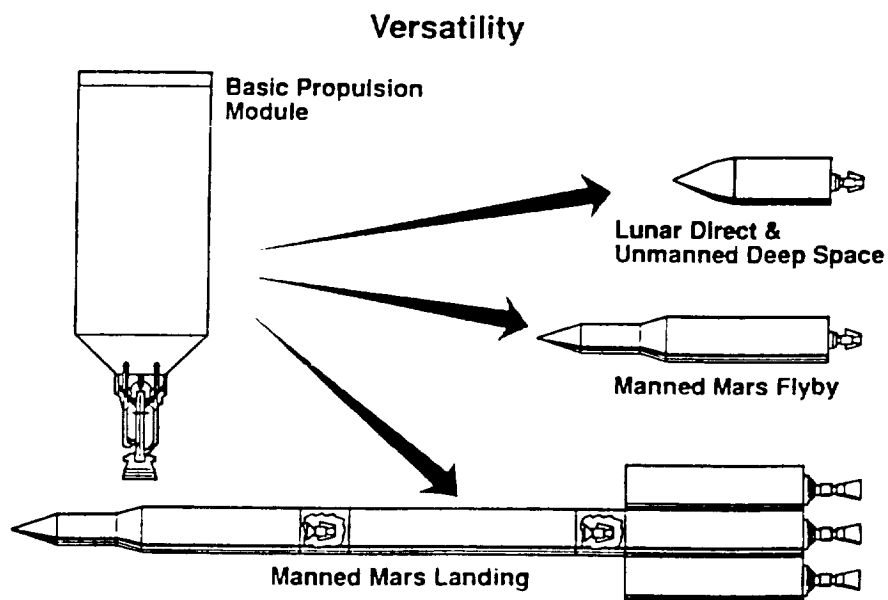 Versatility
Basic Propulsion
Module
Lunar Direct &
Unmanned Deep Space
Manned Mars Flyby
Manned Mars Landing